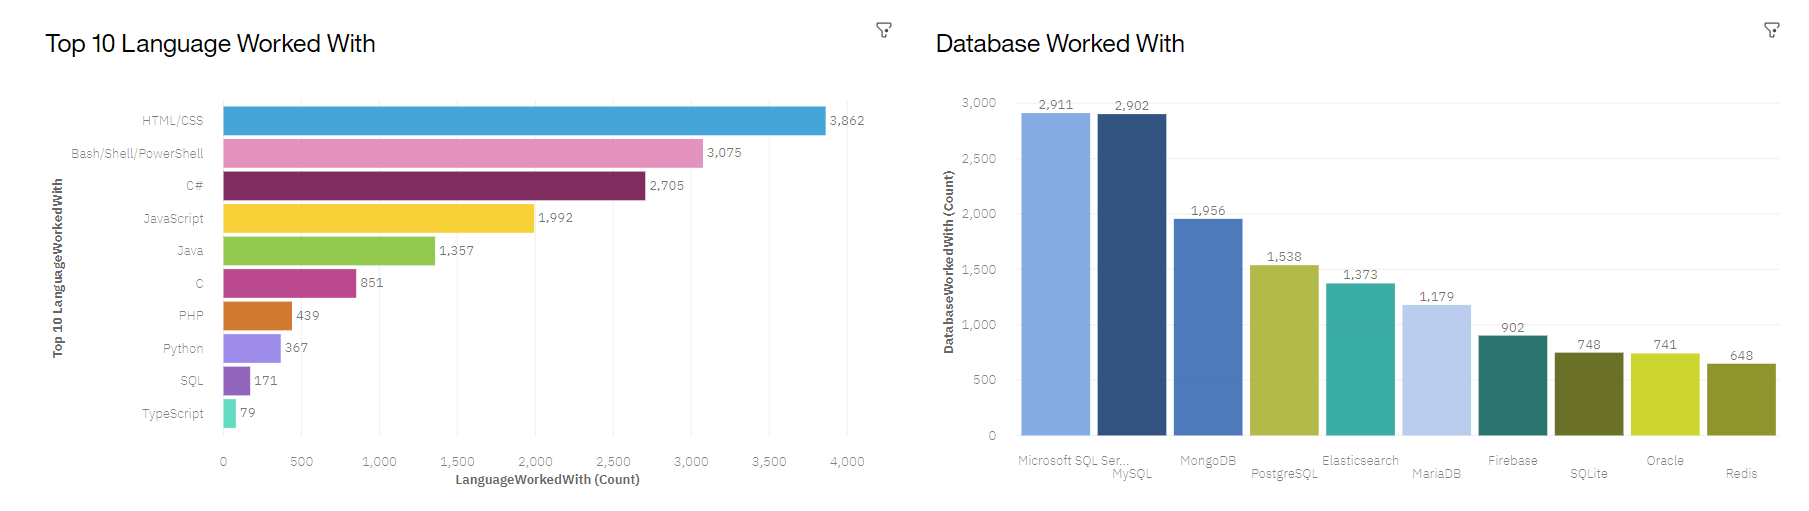 Top 10 Language Worked With
Top 10 LanguageWorkedWith
HTML/CSS 3,862
Bash/Shell/PowerShell 3,075
C# 2,705
JavaScript 1,992
Java 1,357
C 851
PHP 439
Python 367
SQL 171
TypeScript 79
0 500 1,000 1,500 2,000 2,500 3,000 3,500 4,000
LanguageWorkedWith (Count)
Database Worked With
DatabaseWorkedWith (Count)
3,000
2,500
2,000
1,500
1,000
500
0
2,911 2,902 1,956 1,538 1,373 1,179 902 748 741 648
Microsoft SQL Ser... MongoDB Elasticsearch Firebase Oracle
MySQL PostgreSQL MariaDB SQLite Redis